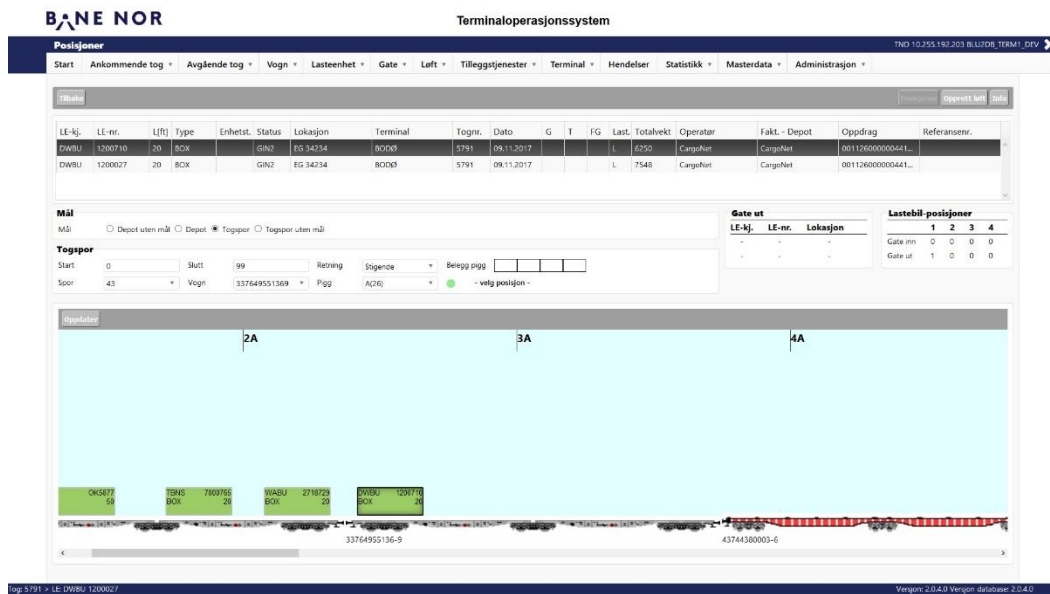 BANE NOR
Terminaloperasjonssystem
Posisjoner TND 10.255.192.203 BLU2DB_TERM1_DEV
Start Ankommende tog Avgående tog Vogn Lasteenhet Gate Løft Tilleggstjenester Terminal Hendelser Statistikk Masterdata Administrasjon
Tilbake Posisjoner Opprett løft Info
LE-kj. LE-nr. L[ft] Type Enhetst. Status Lokasjon Terminal Tognr. Dato G T FG Last. Totalvekt Operatør Fakt. - Depot Oppdrag Referansenr.
DWBU 1200710 20 BOX GIN2 EG 34234 BODØ 5791 09.11.2017 L 6250 CargoNet CargoNet 001126000000441...
DWBU 1200027 20 BOX GIN2 EG 34234 BODØ 5791 09.11.2017 L 7548 CargoNet CargoNet 001126000000441...
Mål Gate ut Lastebil-posisjoner
Mål Depot uten mål Depot Togspor Togspor uten mål LE-kj. LE-nr. Lokasjon 1 2 3 4
- - - Gate inn 0 0 0 0
Togspor - - - Gate ut 1 0 0 0
Start 0 Slutt 99 Retning Stigende Belegg pigg
Spor 43 Vogn 337649551369 Pigg A(26) - velg posisjon -
Oppdater
2A 3A 4A
OK5877 TBNS 7800765 WABU 2718729 DWBU 1200710
50 BOX 20 BOX 20 BOX 20
33764955136-9 43744380003-6
Tog: 5791 > LE: DWBU 1200027 Versjon: 2.0.4.0 Versjon database: 2.0.4.0